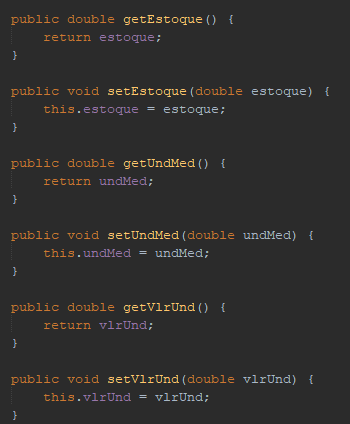 public double getEstoque() {
return estoque;
}
public void setEstoque(double estoque) {
this.estoque = estoque;
}
public double getUndMed() {
return undMed;
}
public void setUndMed(double undMed) {
this.undMed = undMed;
}
public double getVlrUnd() {
return vlrUnd;
}
public void setVlrUnd(double vlrUnd) {
this.vlrUnd = vlrUnd;
}